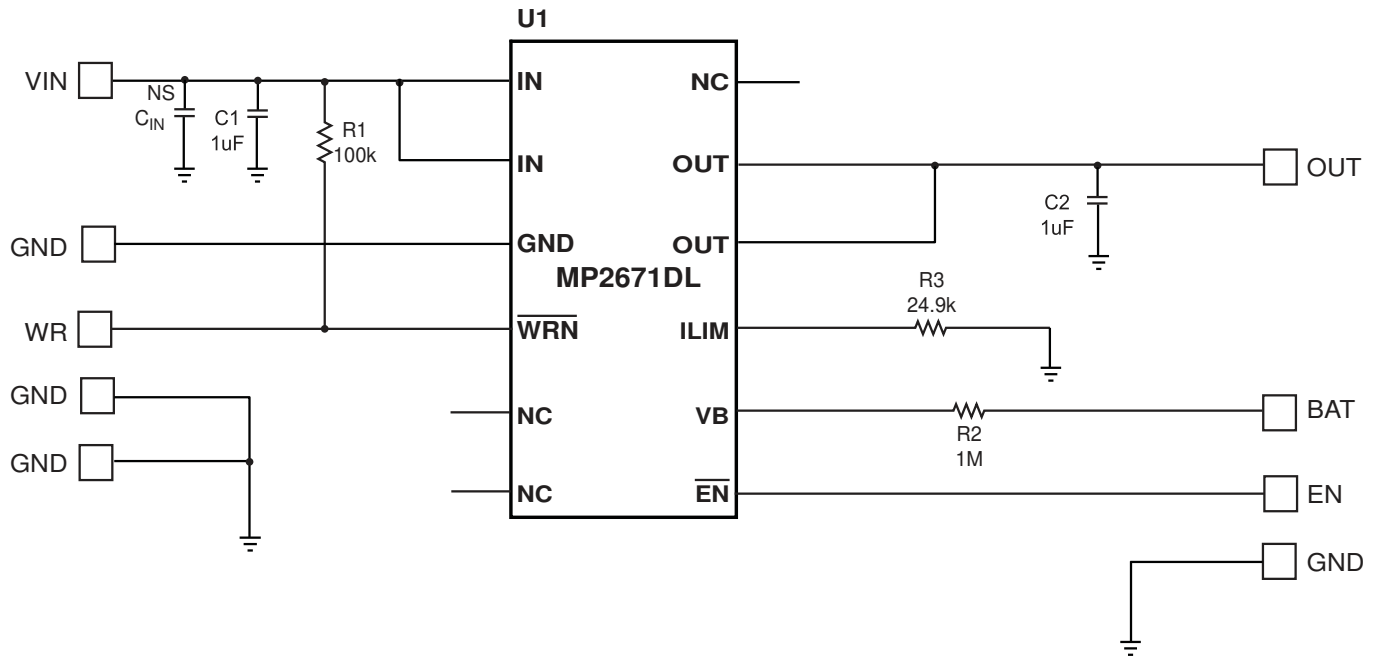 U1
VIN
NS
CIN
C1
1uF
R1
100k
IN
NC
IN
OUT
OUT
C2
1uF
GND
GND
OUT
MP2671DL
R3
24.9k
WR
WRN
ILIM
GND
NC
VB
R2
1M
BAT
GND
NC
EN
EN
GND